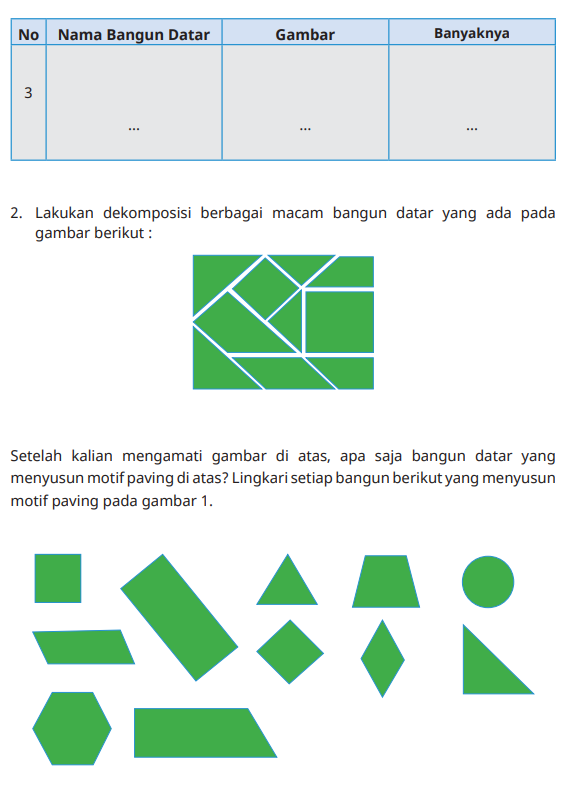 No Nama Bangun Datar Gambar Banyaknya
3
... ... ...
2. Lakukan dekomposisi berbagai macam bangun datar yang ada pada
gambar berikut :
Setelah kalian mengamati gambar di atas, apa saja bangun datar yang
menyusun motif paving di atas? Lingkari setiap bangun berikut yang menyusun
motif paving pada gambar 1.